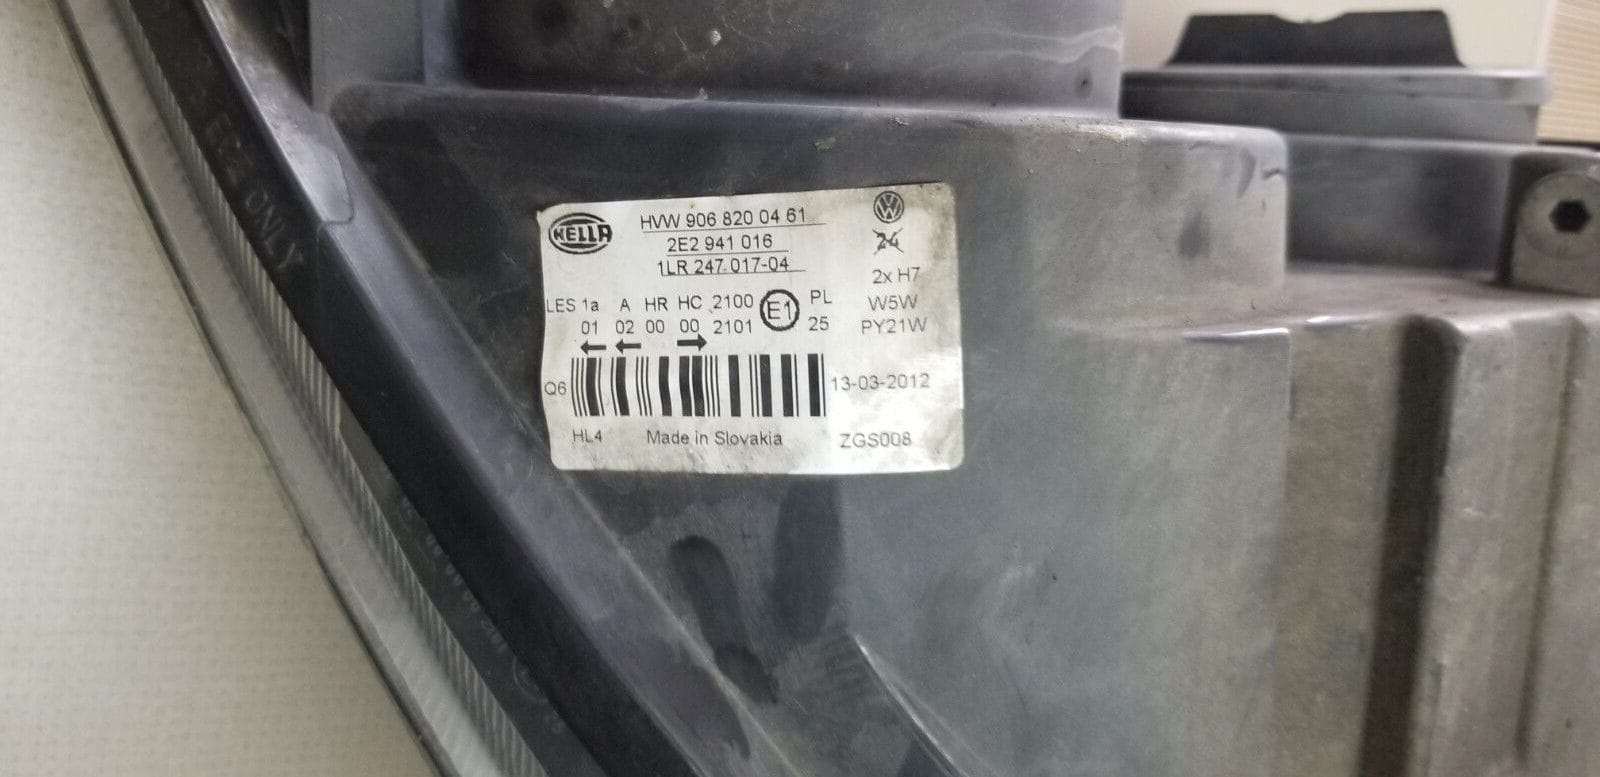 HELLA
HVW 906 820 04 61
2E2 941 016
1LR 247.017-04
24
2x H7
W5W
PY21W
LES 1a A HR HC 2100 E1 PL
01 02 00 00 2101 25
Q6
13-03-2012
HL4 Made in Slovakia ZGS008
ONLY